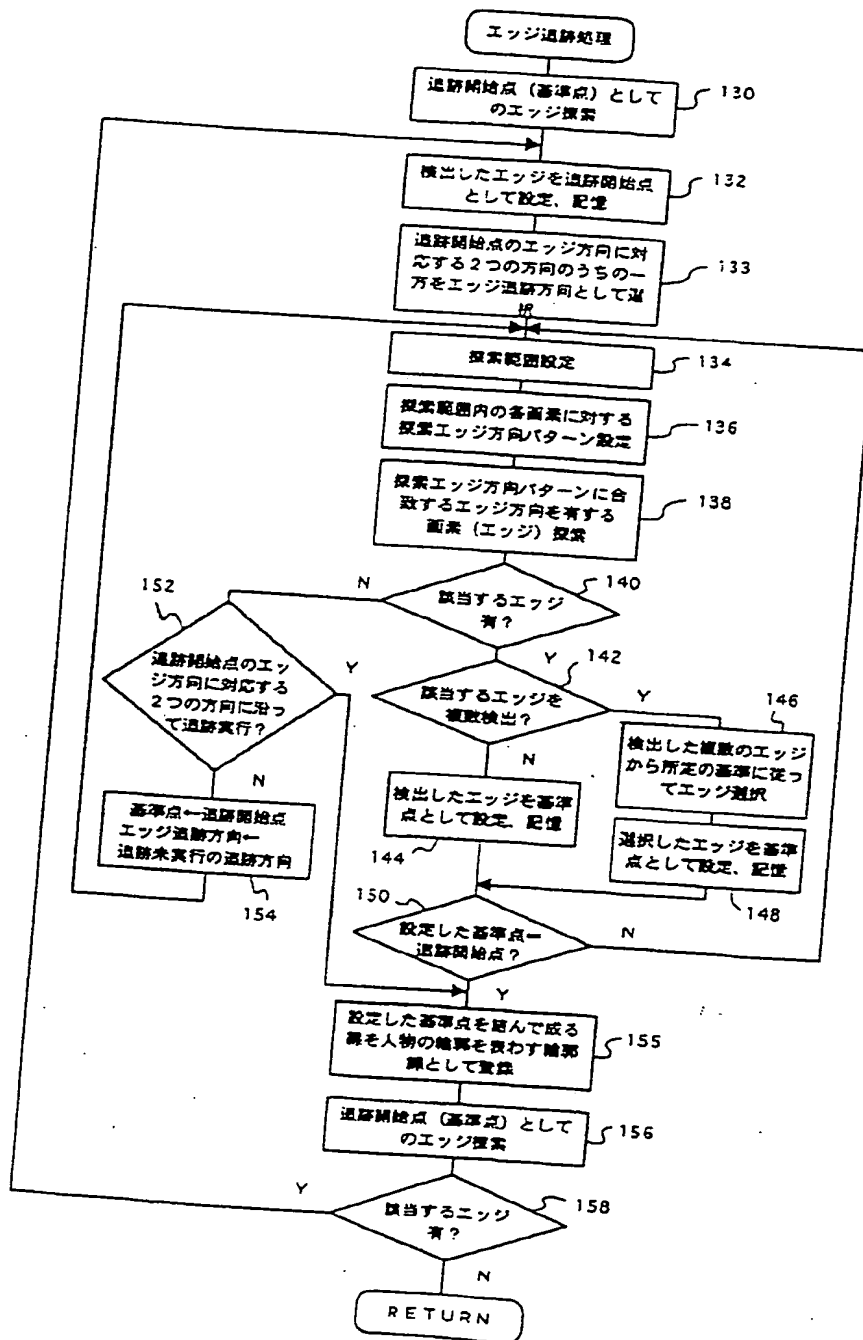 エッジ追跡処理
追跡開始点（基準点）として
のエッジ探索
130
検出したエッジを追跡開始点
として設定、記憶
132
追跡開始点のエッジ方向に対
応する２つの方向のうちの一
方をエッジ追跡方向として選
択
133
探索範囲設定
134
探索範囲内の各画素に対する
探索エッジ方向パターン設定
136
探索エッジ方向パターンに合
致するエッジ方向を有する
画素（エッジ）探索
138
該当するエッジ
有？
140
N
Y
152
追跡開始点のエッ
ジ方向に対応する
２つの方向に沿っ
て追跡実行？
Y
N
該当するエッジを
複数検出？
142
Y
N
146
検出した複数のエッジ
から所定の基準に従っ
てエッジ選択
検出したエッジを基準
点として設定、記憶
144
選択したエッジを基準
点として設定、記憶
148
基準点←追跡開始点
エッジ追跡方向←
追跡未実行の追跡方向
154
150
設定した基準点＝
追跡開始点？
N
Y
設定した基準点を結んで成る
線を人物の輪郭を表わす輪郭
線として登録
155
追跡開始点（基準点）として
のエッジ探索
156
該当するエッジ
有？
158
Y
N
RETURN